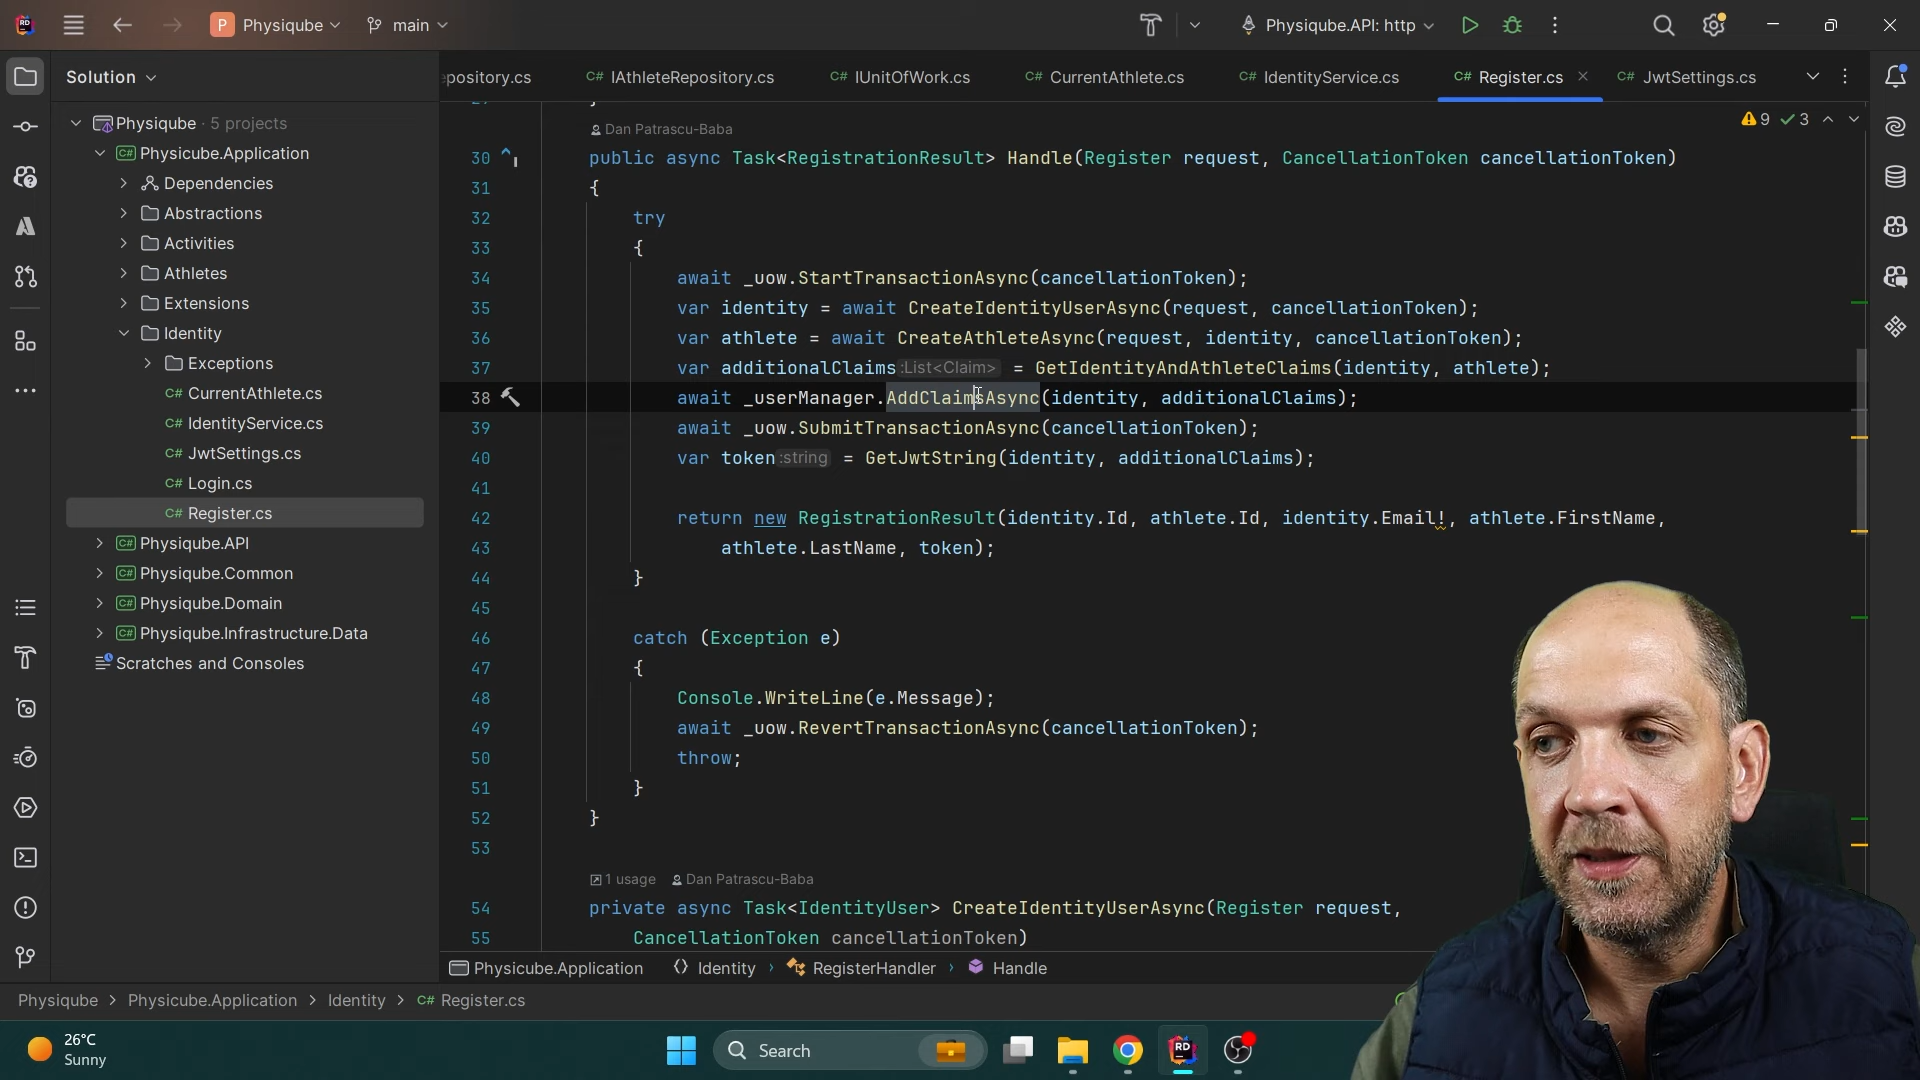 P Physiqube main Physiqube.API: http
Solution
epository.cs C# IAthleteRepository.cs C# IUnitOfWork.cs C# CurrentAthlete.cs C# IdentityService.cs C# Register.cs C# JwtSettings.cs
Physiqube · 5 projects
C# Physicube.Application
Dependencies
Abstractions
Activities
Athletes
Extensions
Identity
Exceptions
C# CurrentAthlete.cs
C# IdentityService.cs
C# JwtSettings.cs
C# Login.cs
C# Register.cs
C# Physiqube.API
C# Physiqube.Common
C# Physiqube.Domain
C# Physiqube.Infrastructure.Data
Scratches and Consoles
9 3
Dan Patrascu-Baba
30 public async Task<RegistrationResult> Handle(Register request, CancellationToken cancellationToken)
31 {
32 try
33 {
34 await _uow.StartTransactionAsync(cancellationToken);
35 var identity = await CreateIdentityUserAsync(request, cancellationToken);
36 var athlete = await CreateAthleteAsync(request, identity, cancellationToken);
37 var additionalClaims :List<Claim> = GetIdentityAndAthleteClaims(identity, athlete);
38 await _userManager.AddClaimsAsync(identity, additionalClaims);
39 await _uow.SubmitTransactionAsync(cancellationToken);
40 var token :string = GetJwtString(identity, additionalClaims);
41
42 return new RegistrationResult(identity.Id, athlete.Id, identity.Email!, athlete.FirstName,
43 athlete.LastName, token);
44 }
45
46 catch (Exception e)
47 {
48 Console.WriteLine(e.Message);
49 await _uow.RevertTransactionAsync(cancellationToken);
50 throw;
51 }
52 }
53
1 usage Dan Patrascu-Baba
54 private async Task<IdentityUser> CreateIdentityUserAsync(Register request,
55 CancellationToken cancellationToken)
Physicube.Application Identity › RegisterHandler › Handle
Physiqube > Physicube.Application > Identity > C# Register.cs
26°C
Sunny
Search
RD